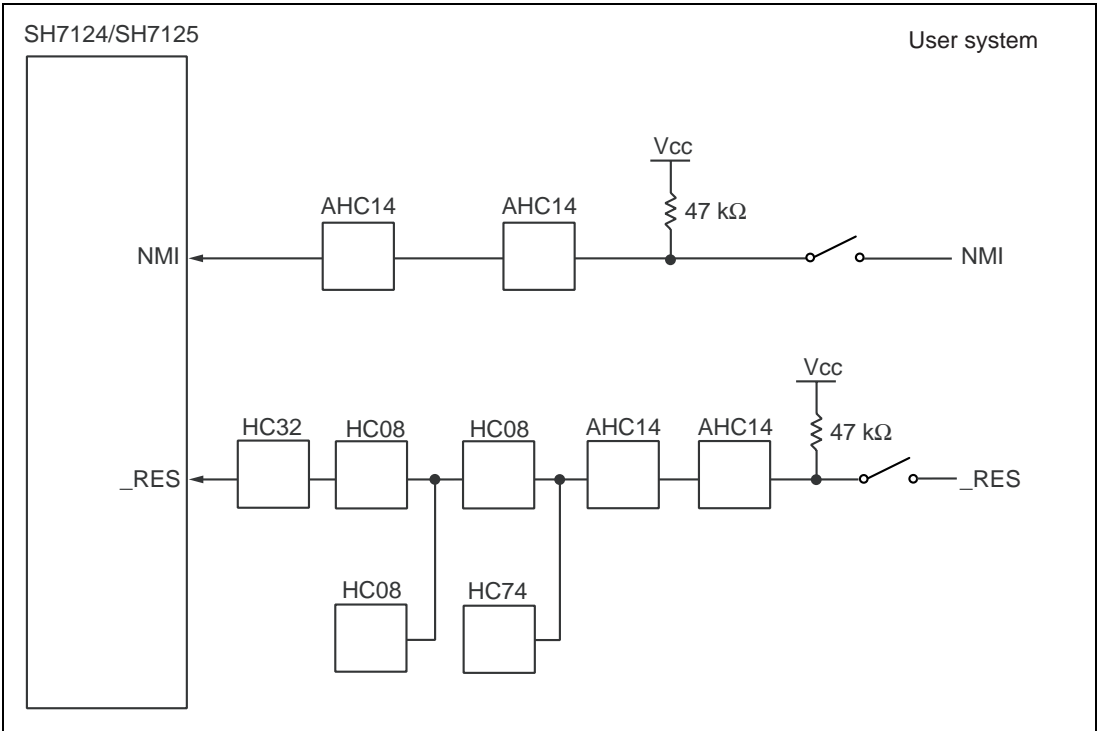 SH7124/SH7125
User system
Vcc
AHC14 AHC14
47 kΩ
NMI NMI
Vcc
HC32 HC08 HC08 AHC14 AHC14
47 kΩ
_RES _RES
HC08 HC74